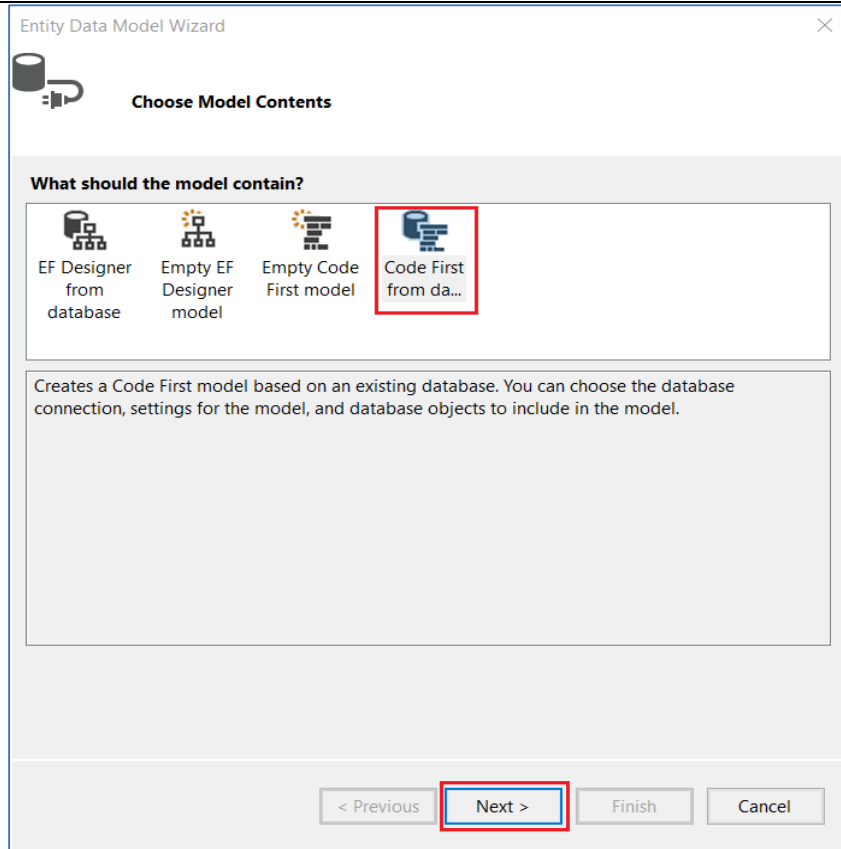 Entity Data Model Wizard
Choose Model Contents
What should the model contain?
EF Designer
from
database
Empty EF
Designer
model
Empty Code
First model
Code First
from da...
Creates a Code First model based on an existing database. You can choose the database
connection, settings for the model, and database objects to include in the model.
< Previous
Next >
Finish
Cancel